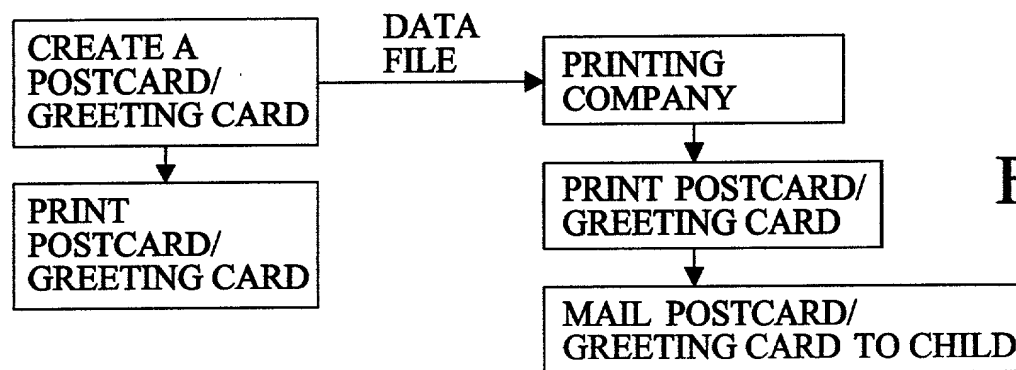 CREATE A
POSTCARD/
GREETING CARD
DATA
FILE
PRINTING
COMPANY
PRINT
POSTCARD/
GREETING CARD
PRINT POSTCARD/
GREETING CARD
MAIL POSTCARD/
GREETING CARD TO CHILD